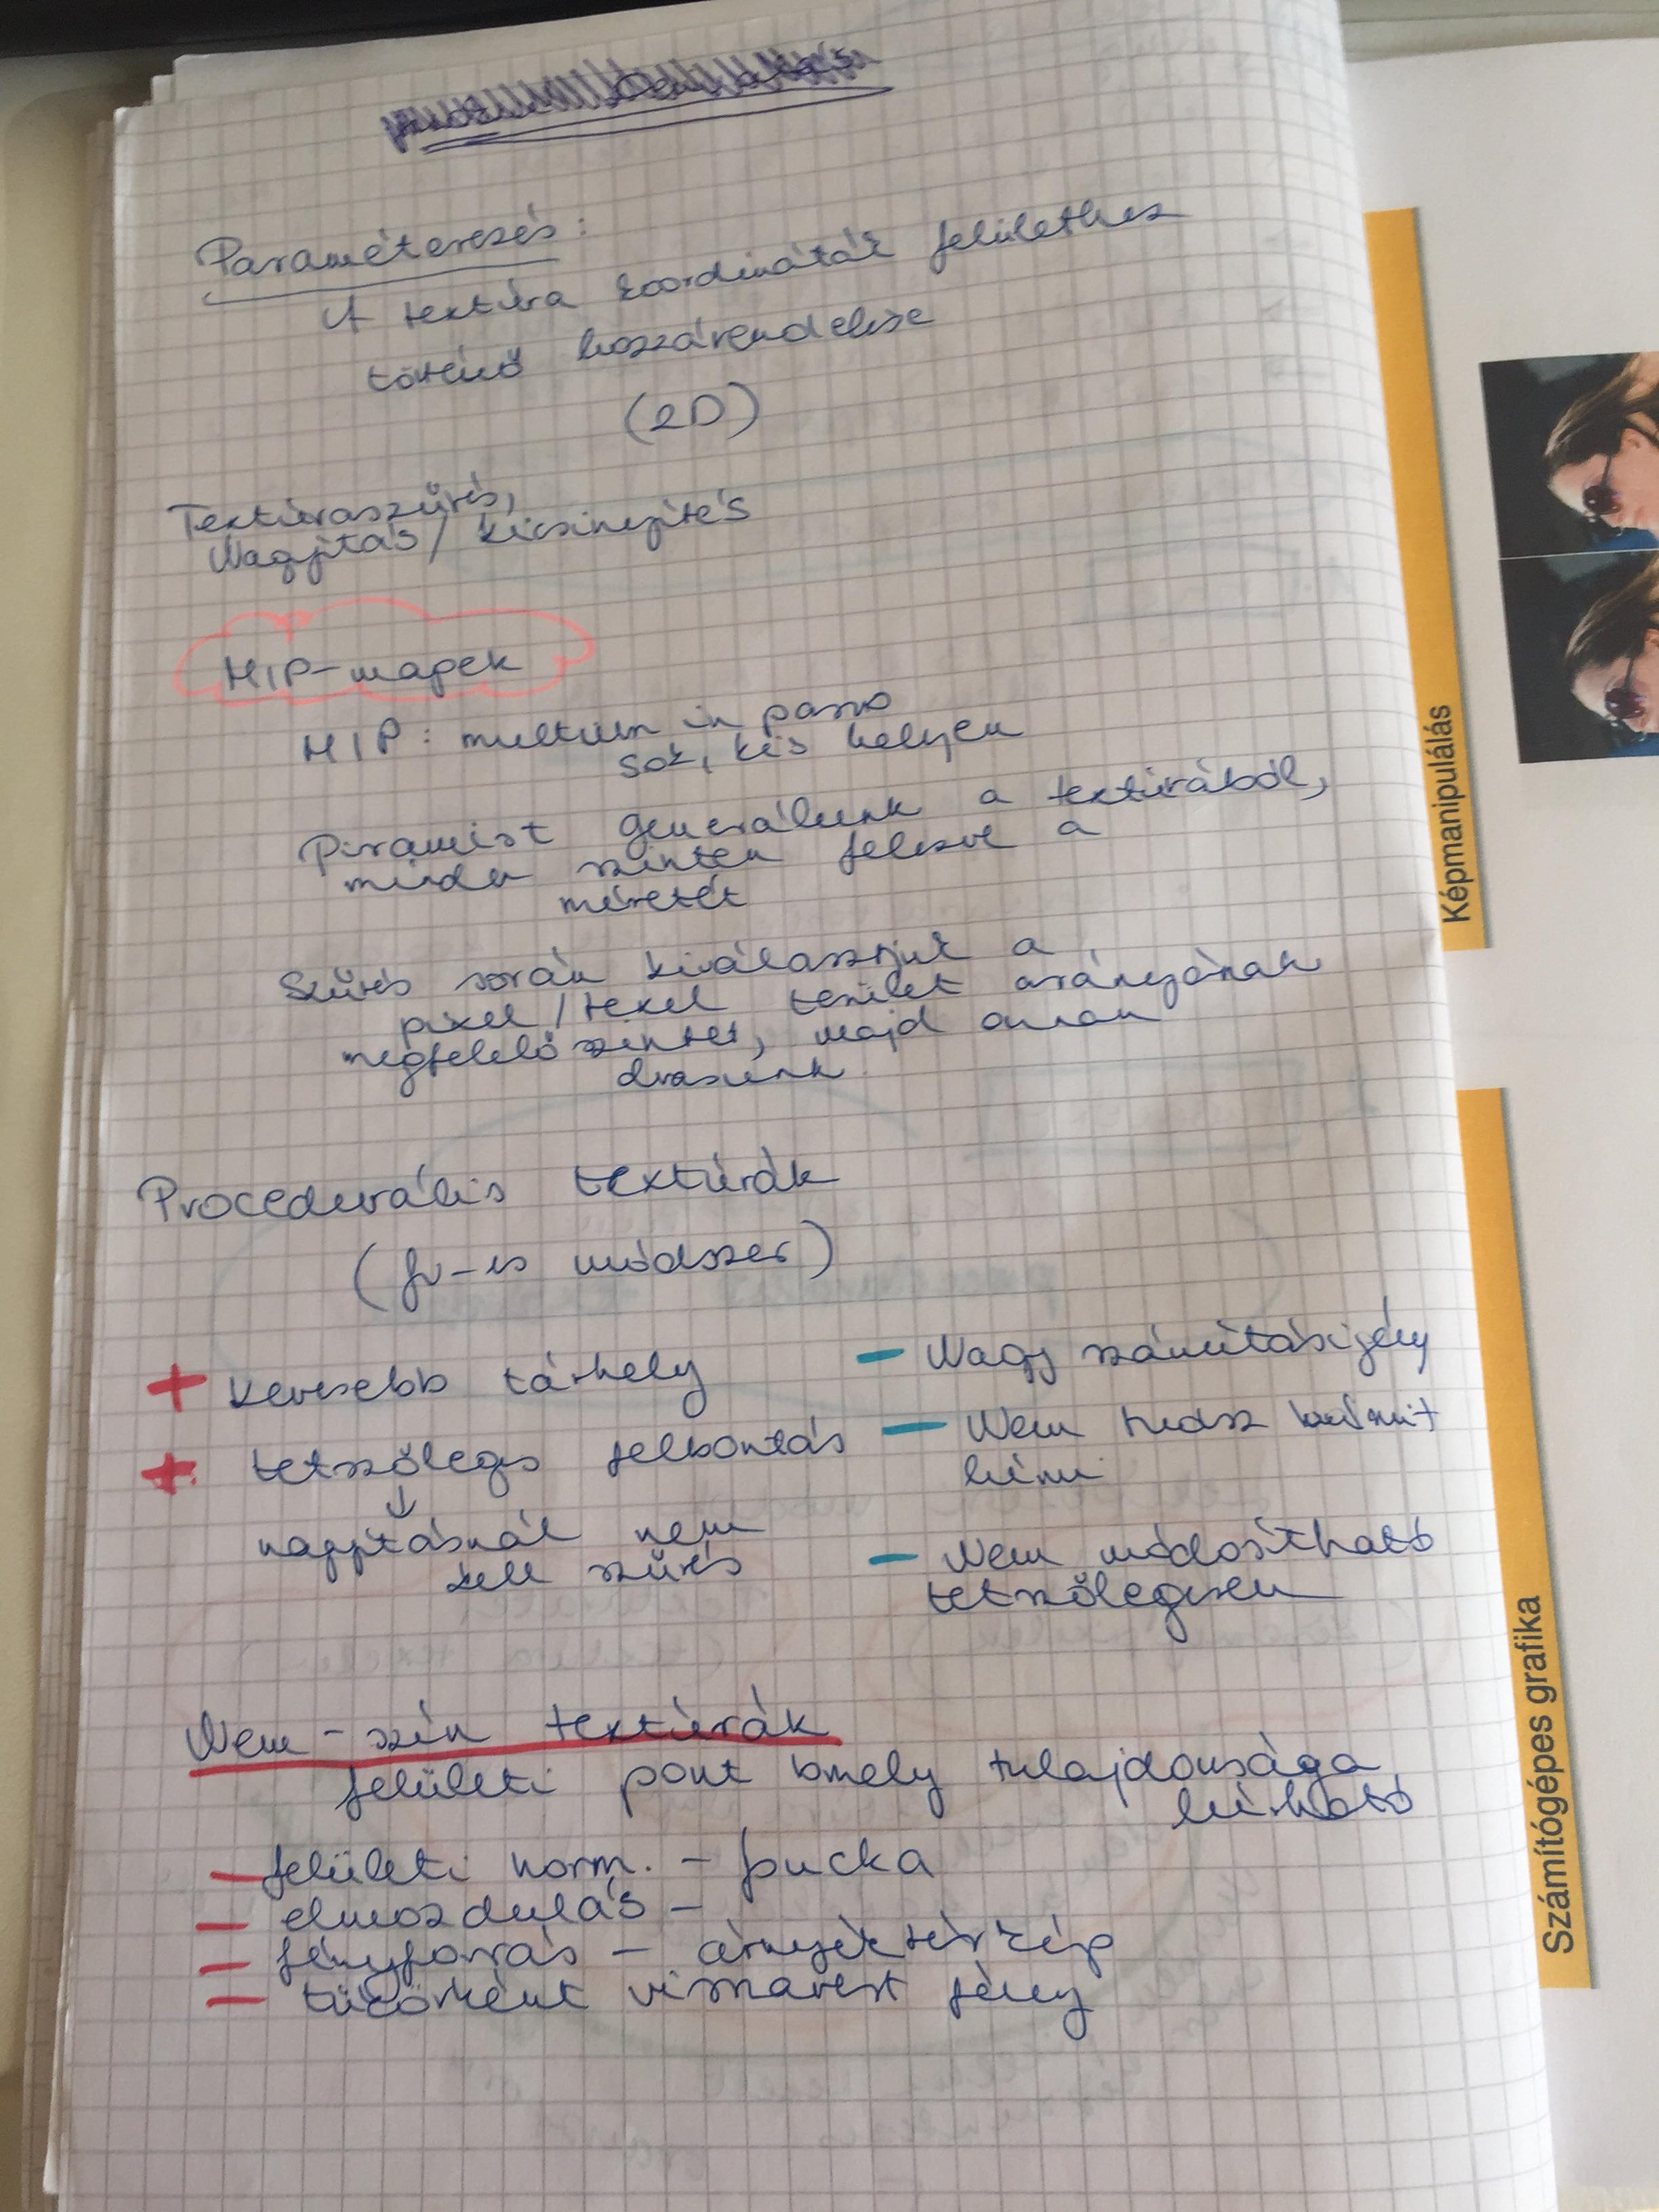 Paraméterezés:
A textúra koordináták felülethez
történő hozzárendelése
(2D)
Textúraszűrés,
Nagyítás / kicsinyítés
MIP-mapek
MIP: multum in parvo
sok, kis helyen
Piramist generálunk a textúrából,
minden szinten felezve a
méretét
Szűrés során kiválasztjuk a
pixel/texel terület arányának
megfelelő szintet, majd onnan
olvasunk
Procedurális textúrák
(fv-es módszer)
+ kevesebb tárhely
+ tetszőleges felbontás
↓
nagyításnál nem
kell szűrés
- Nagy számításigény
- Nem tudsz bármit
leírni
- Nem módosítható
tetszőlegesen
Nem-szín textúrák
felületi pont bmely tulajdonsága
leírható
- felületi norm. - bucka
- elmozdulás -
- fényforrás - árnyéktérkép
- tükörként visszavert fény
Képmanipulálás
Számítógépes grafika